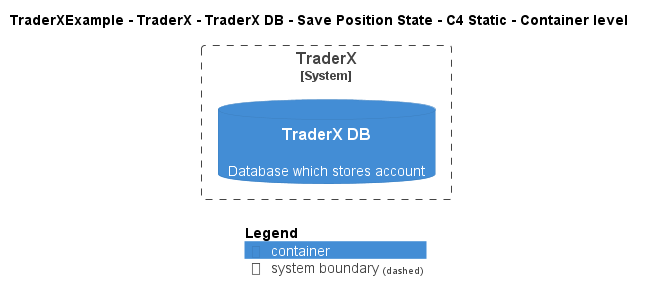 TraderXExample - TraderX - TraderX DB - Save Position State - C4 Static - Container level
TraderX
[System]
TraderX DB
Database which stores account
Legend
container
system boundary (dashed)